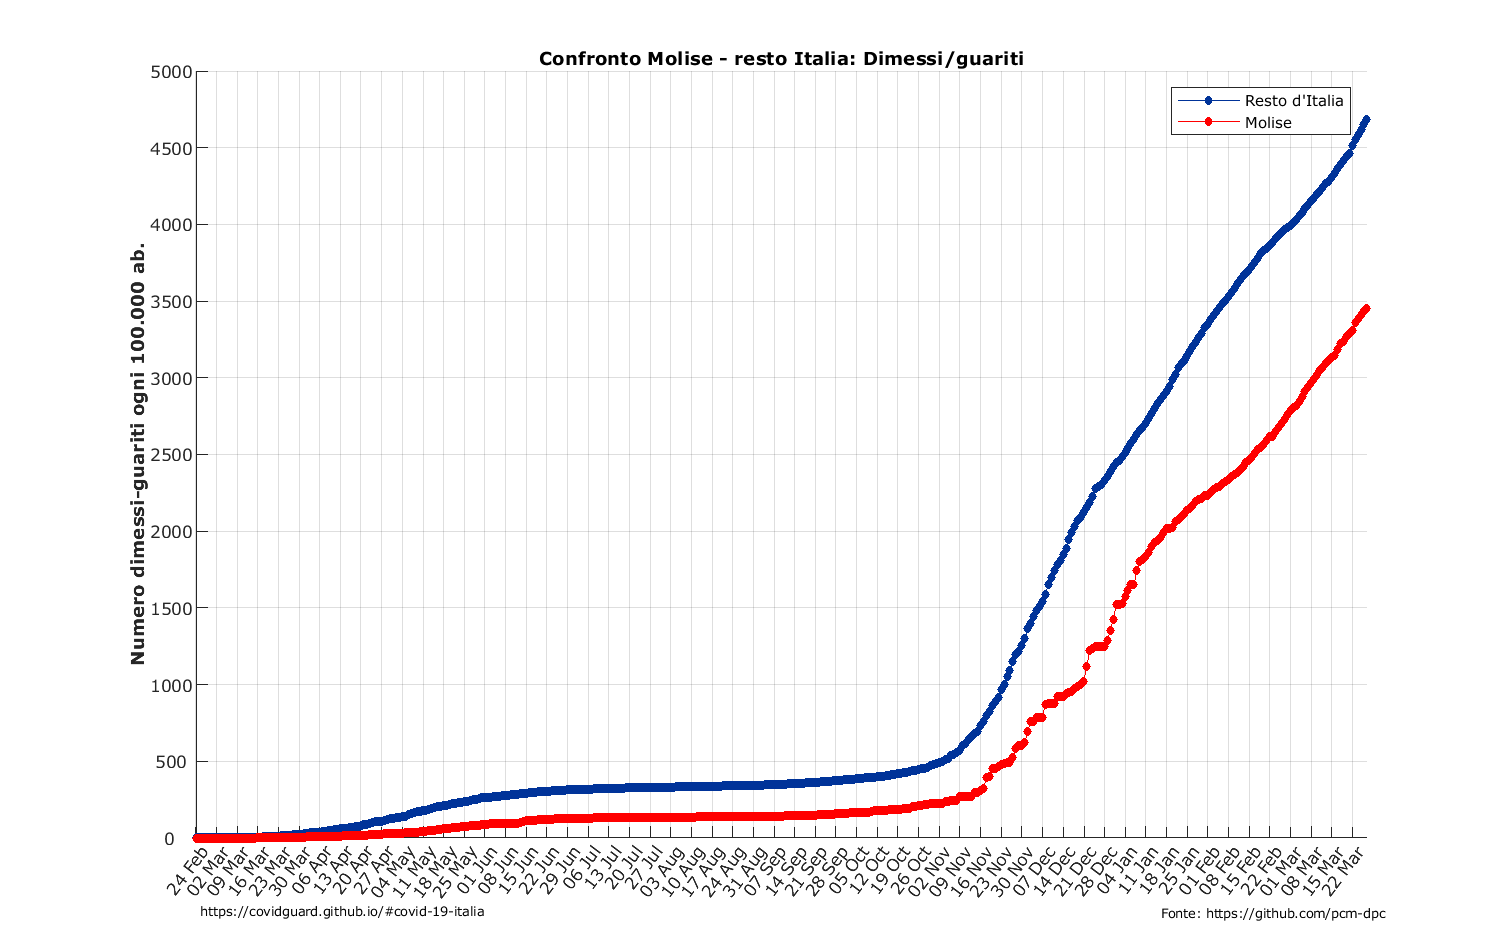 Confronto Molise - resto Italia: Dimessi/guariti
Resto d'Italia
Molise
Numero dimessi-guariti ogni 100.000 ab.
5000
4500
4000
3500
3000
2500
2000
1500
1000
500
0
24 Feb
02 Mar
09 Mar
16 Mar
23 Mar
30 Mar
06 Apr
13 Apr
20 Apr
27 Apr
04 May
11 May
18 May
25 May
01 Jun
08 Jun
15 Jun
22 Jun
29 Jun
06 Jul
13 Jul
20 Jul
27 Jul
03 Aug
10 Aug
17 Aug
24 Aug
31 Aug
07 Sep
14 Sep
21 Sep
28 Sep
05 Oct
12 Oct
19 Oct
26 Oct
02 Nov
09 Nov
16 Nov
23 Nov
30 Nov
07 Dec
14 Dec
21 Dec
28 Dec
04 Jan
11 Jan
18 Jan
25 Jan
01 Feb
08 Feb
15 Feb
22 Feb
01 Mar
08 Mar
15 Mar
22 Mar
https://covidguard.github.io/#covid-19-italia
Fonte: https://github.com/pcm-dpc